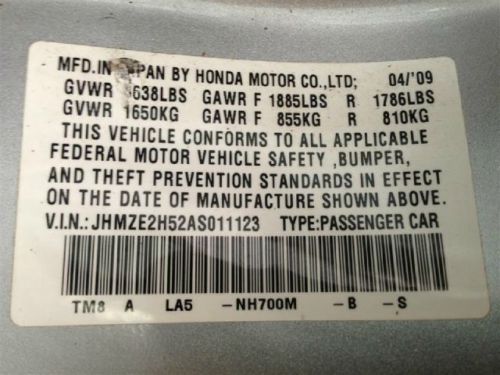 MFD.IN PAN BY HONDA MOTOR CO.,LTD; 04/'09
GVWR 638LBS GAWR F 1885LBS R 1786LBS
GVWR 1650KG GAWR F 855KG R 810KG
THIS VEHICLE CONFORMS TO ALL APPLICABLE
FEDERAL MOTOR VEHICLE SAFETY ,BUMPER,
AND THEFT PREVENTION STANDARDS IN EFFECT
ON THE DATE OF MANUFACTURE SHOWN ABOVE.
V.I.N.:JHMZE2H52AS011123 TYPE:PASSENGER CAR
TM8 A LA5 -NH700M -B -S